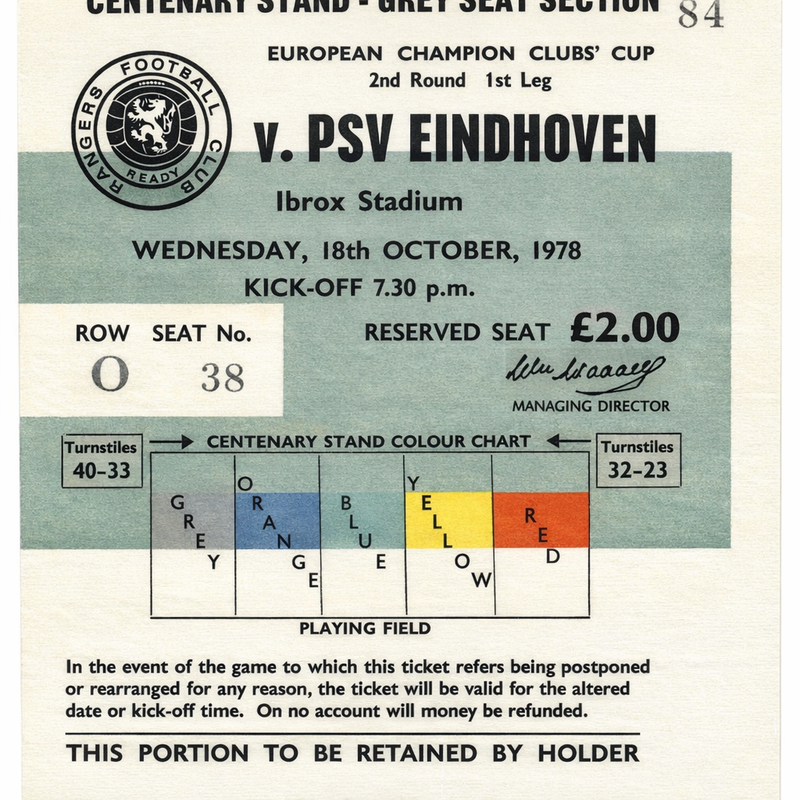 CENTENARY STAND - GREY SEAT SECTION 84
EUROPEAN CHAMPION CLUBS' CUP
2nd Round 1st Leg
RANGERS FOOTBALL CLUB
READY
v. PSV EINDHOVEN
Ibrox Stadium
WEDNESDAY, 18th OCTOBER, 1978
KICK-OFF 7.30 p.m.
ROW SEAT No.
O 38
RESERVED SEAT £2.00
MANAGING DIRECTOR
Turnstiles
40-33
CENTENARY STAND COLOUR CHART
Turnstiles
32-23
GREY
ORANGE
BLUE
YELLOW
RED
PLAYING FIELD
In the event of the game to which this ticket refers being postponed
or rearranged for any reason, the ticket will be valid for the altered
date or kick-off time. On no account will money be refunded.
THIS PORTION TO BE RETAINED BY HOLDER